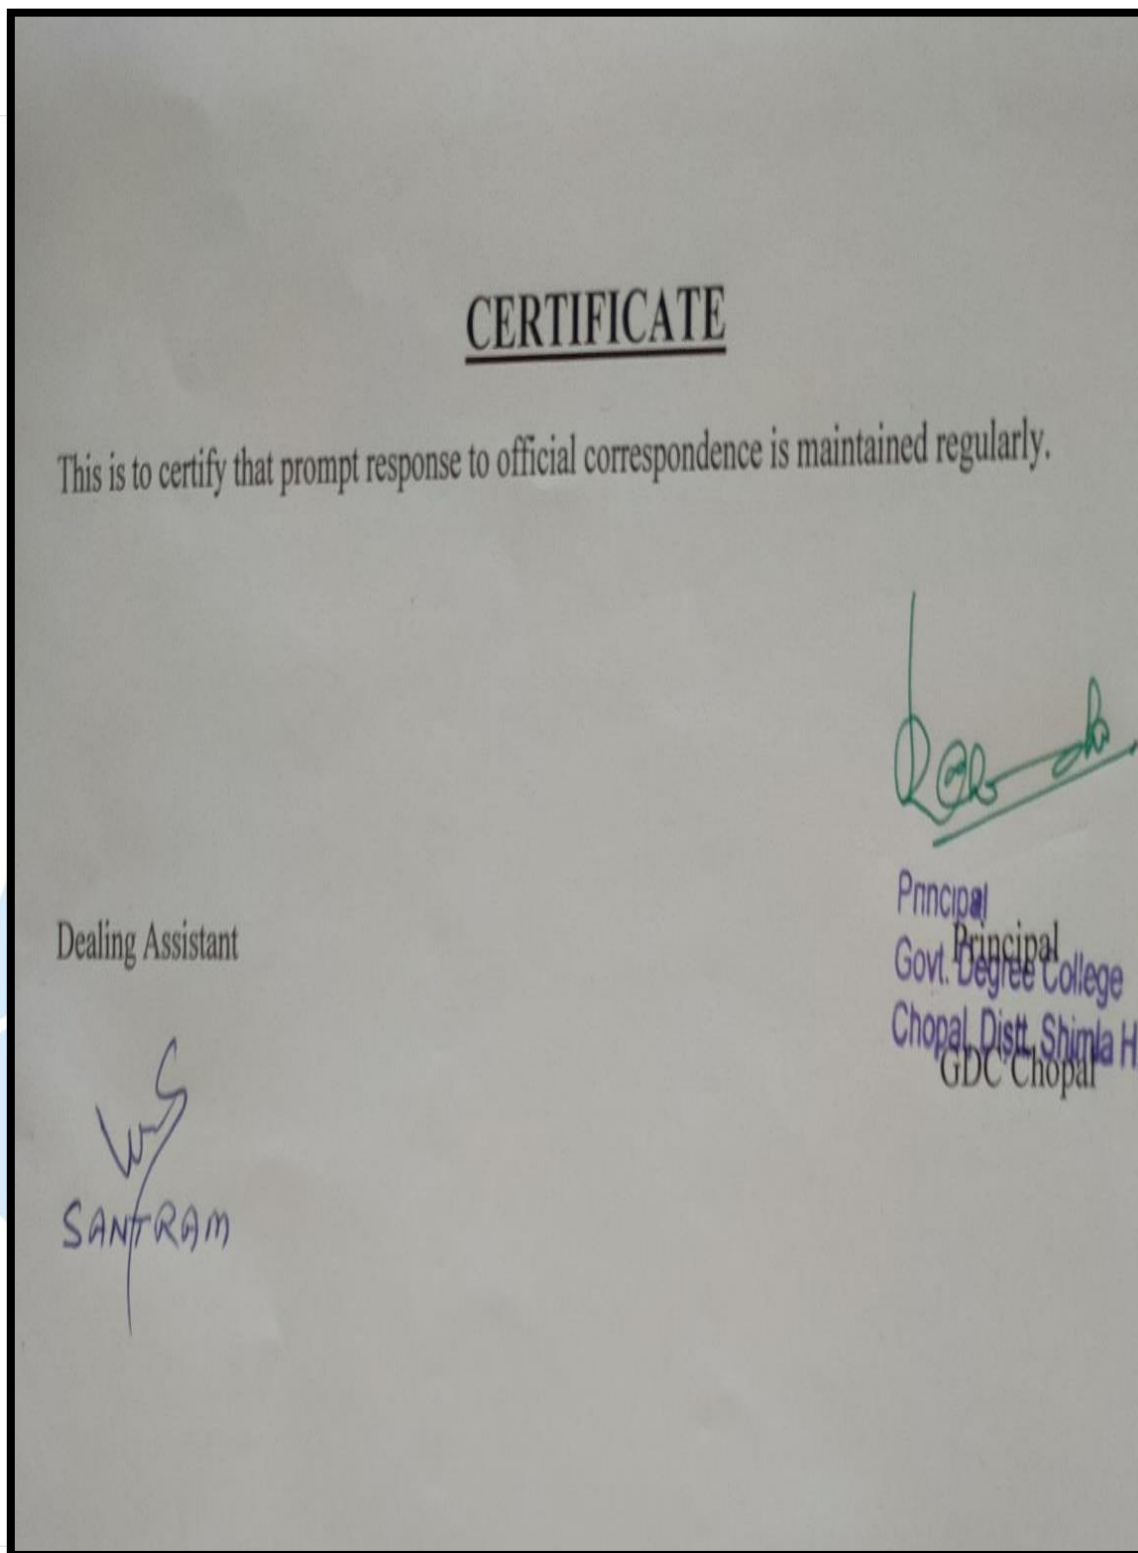 CERTIFICATE
This is to certify that prompt response to official correspondence is maintained regularly.
Dealing Assistant
SANTRAM
Principal
Principal
Govt. Degree College
Chopal, Distt. Shimla H
GDC Chopal